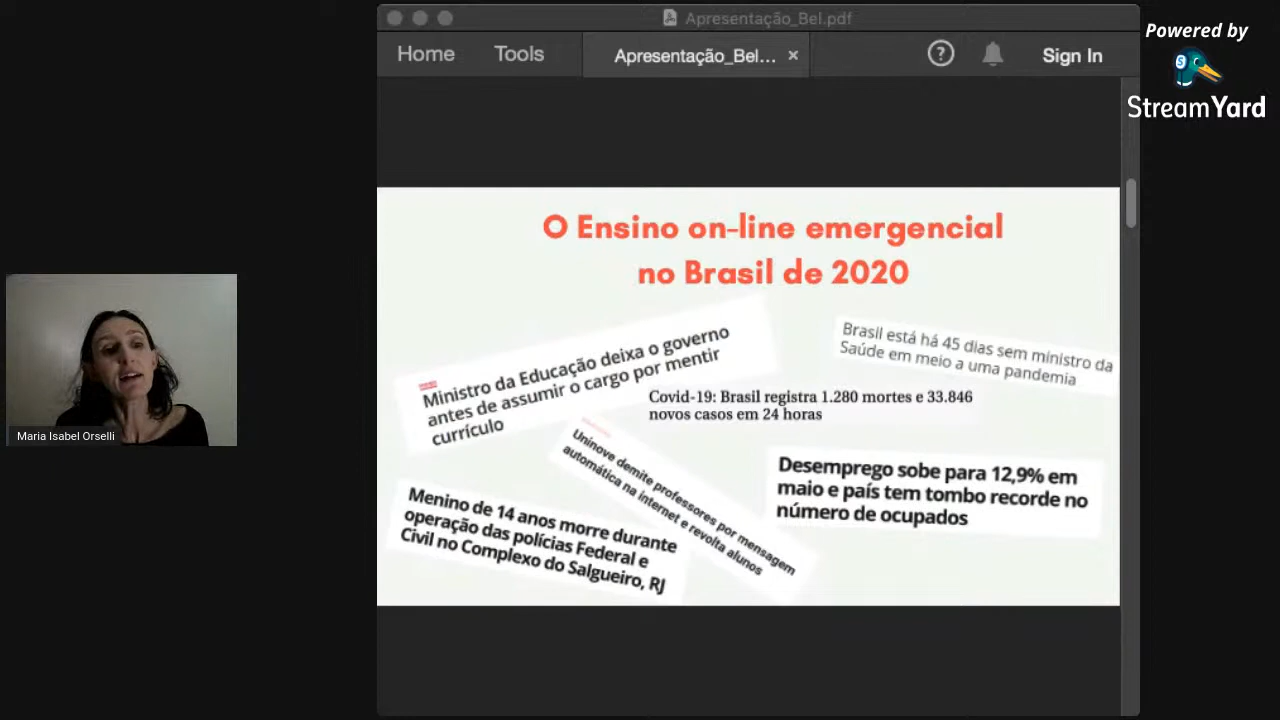 Apresentação_Bel.pdf
Home
Tools
Apresentação_Bel...
Sign In
Powered by
StreamYard
O Ensino on-line emergencial
no Brasil de 2020
Ministro da Educação deixa o governo
antes de assumir o cargo por mentir
currículo
Brasil está há 45 dias sem ministro da
Saúde em meio a uma pandemia
Covid-19: Brasil registra 1.280 mortes e 33.846
novos casos em 24 horas
Uninove demite professores por mensagem
automática na internet e revolta alunos
Desemprego sobe para 12,9% em
maio e país tem tombo recorde no
número de ocupados
Menino de 14 anos morre durante
operação das polícias Federal e
Civil no Complexo do Salgueiro, RJ
Maria Isabel Orselli